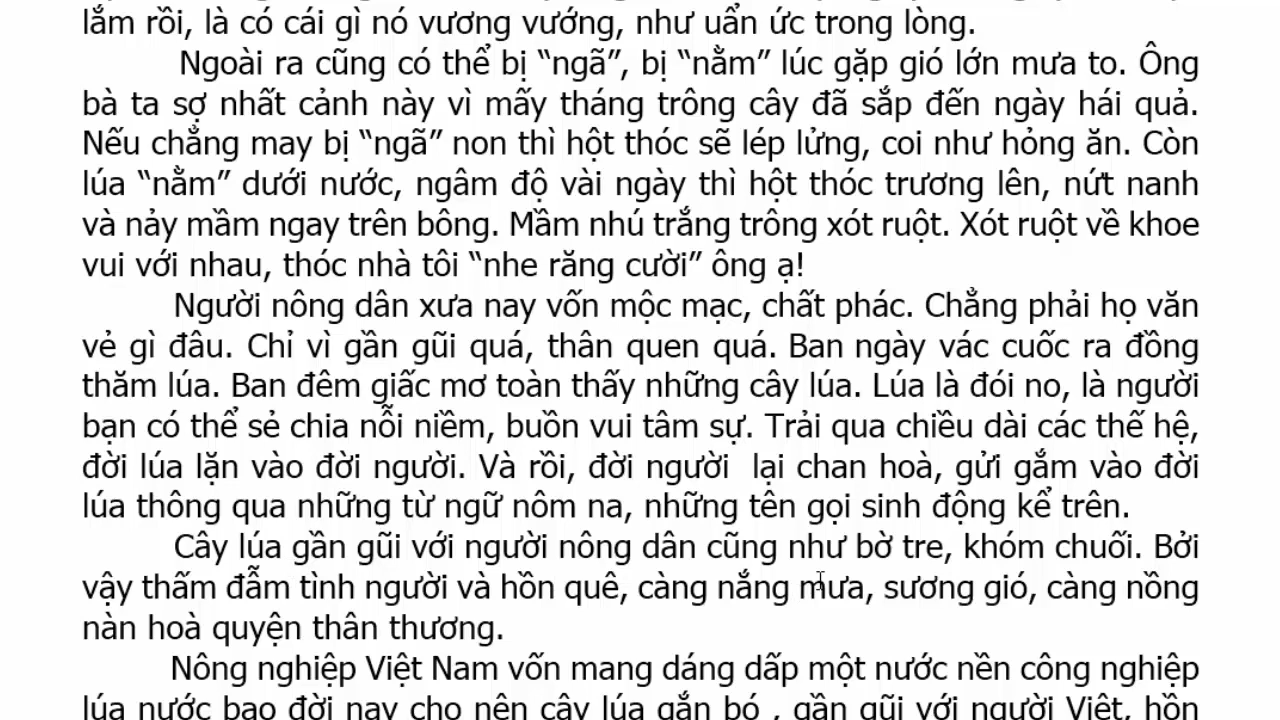 lắm rồi, là có cái gì nó vương vướng, như uẩn ức trong lòng.
Ngoài ra cũng có thể bị “ngã”, bị “nằm” lúc gặp gió lớn mưa to. Ông
bà ta sợ nhất cảnh này vì mấy tháng trông cây đã sắp đến ngày hái quả.
Nếu chẳng may bị “ngã” non thì hột thóc sẽ lép lửng, coi như hỏng ăn. Còn
lúa “nằm” dưới nước, ngâm độ vài ngày thì hột thóc trương lên, nứt nanh
và nảy mầm ngay trên bông. Mầm nhú trắng trông xót ruột. Xót ruột về khoe
vui với nhau, thóc nhà tôi “nhe răng cười” ông ạ!
Người nông dân xưa nay vốn mộc mạc, chất phác. Chẳng phải họ văn
vẻ gì đâu. Chỉ vì gần gũi quá, thân quen quá. Ban ngày vác cuốc ra đồng
thăm lúa. Ban đêm giấc mơ toàn thấy những cây lúa. Lúa là đói no, là người
bạn có thể sẻ chia nỗi niềm, buồn vui tâm sự. Trải qua chiều dài các thế hệ,
đời lúa lặn vào đời người. Và rồi, đời người  lại chan hoà, gửi gắm vào đời
lúa thông qua những từ ngữ nôm na, những tên gọi sinh động kể trên.
Cây lúa gần gũi với người nông dân cũng như bờ tre, khóm chuối. Bởi
vậy thấm đẫm tình người và hồn quê, càng nắng mưa, sương gió, càng nồng
nàn hoà quyện thân thương.
Nông nghiệp Việt Nam vốn mang dáng dấp một nước nền công nghiệp
lúa nước bao đời nay cho nên cây lúa gắn bó , gần gũi với người Việt, hồn